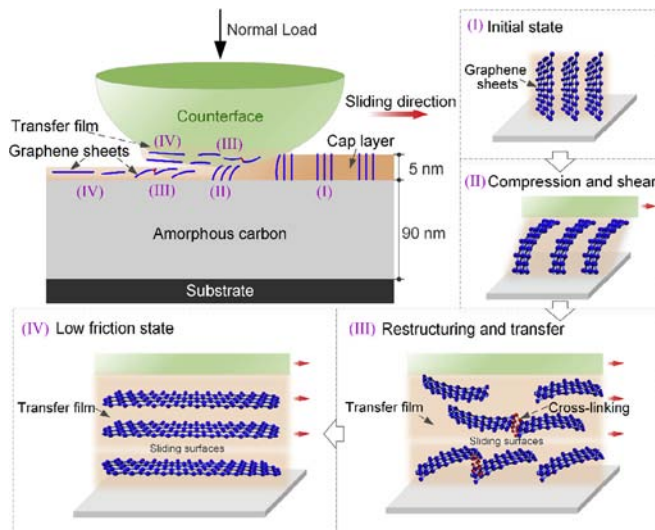 Normal Load
Counterface
Sliding direction
Transfer film
(IV)
(III)
Graphene sheets
Cap layer
5 nm
(IV)
(III)
(II)
(I)
Amorphous carbon
90 nm
Substrate
(I) Initial state
Graphene
sheets
(II) Compression and shear
(IV) Low friction state
Transfer film
Sliding surfaces
(III) Restructuring and transfer
Transfer film
Cross-linking
Sliding surfaces